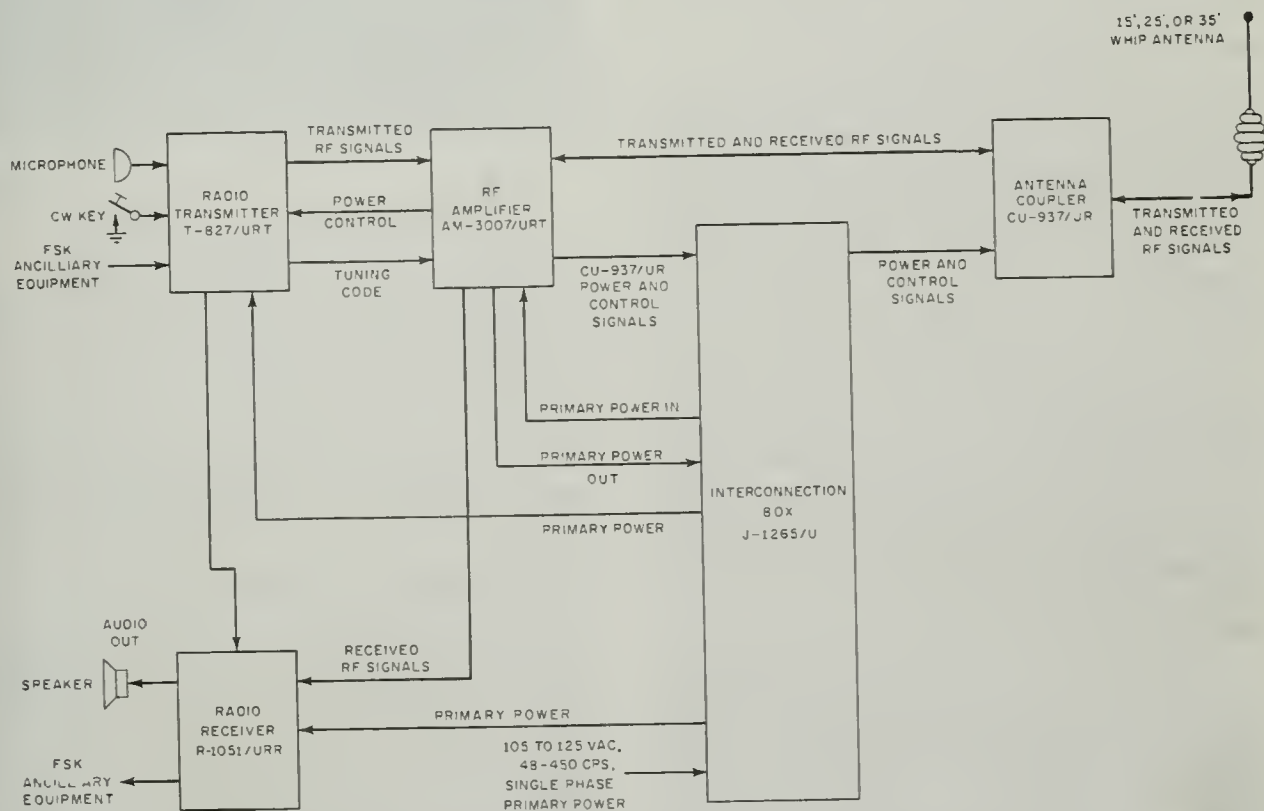 15', 25', OR 35'
WHIP ANTENNA
MICROPHONE
CW KEY
FSK
ANCILLIARY
EQUIPMENT
RADIO
TRANSMITTER
T-827/URT
TRANSMITTED
RF SIGNALS
POWER
CONTROL
TUNING
CODE
RF
AMPLIFIER
AM-3007/URT
TRANSMITTED AND RECEIVED RF SIGNALS
CU-937/UR
POWER AND
CONTROL
SIGNALS
POWER AND
CONTROL
SIGNALS
ANTENNA
COUPLER
CU-937/JR
TRANSMITTED
AND RECEIVED
RF SIGNALS
PRIMARY POWER IN
PRIMARY POWER
OUT
PRIMARY POWER
INTERCONNECTION
BOX
J-1265/U
AUDIO
OUT
SPEAKER
RADIO
RECEIVER
R-1051/URR
RECEIVED
RF SIGNALS
PRIMARY POWER
105 TO 125 VAC,
48-450 CPS,
SINGLE PHASE
PRIMARY POWER
FSK
ANCILLIARY
EQUIPMENT